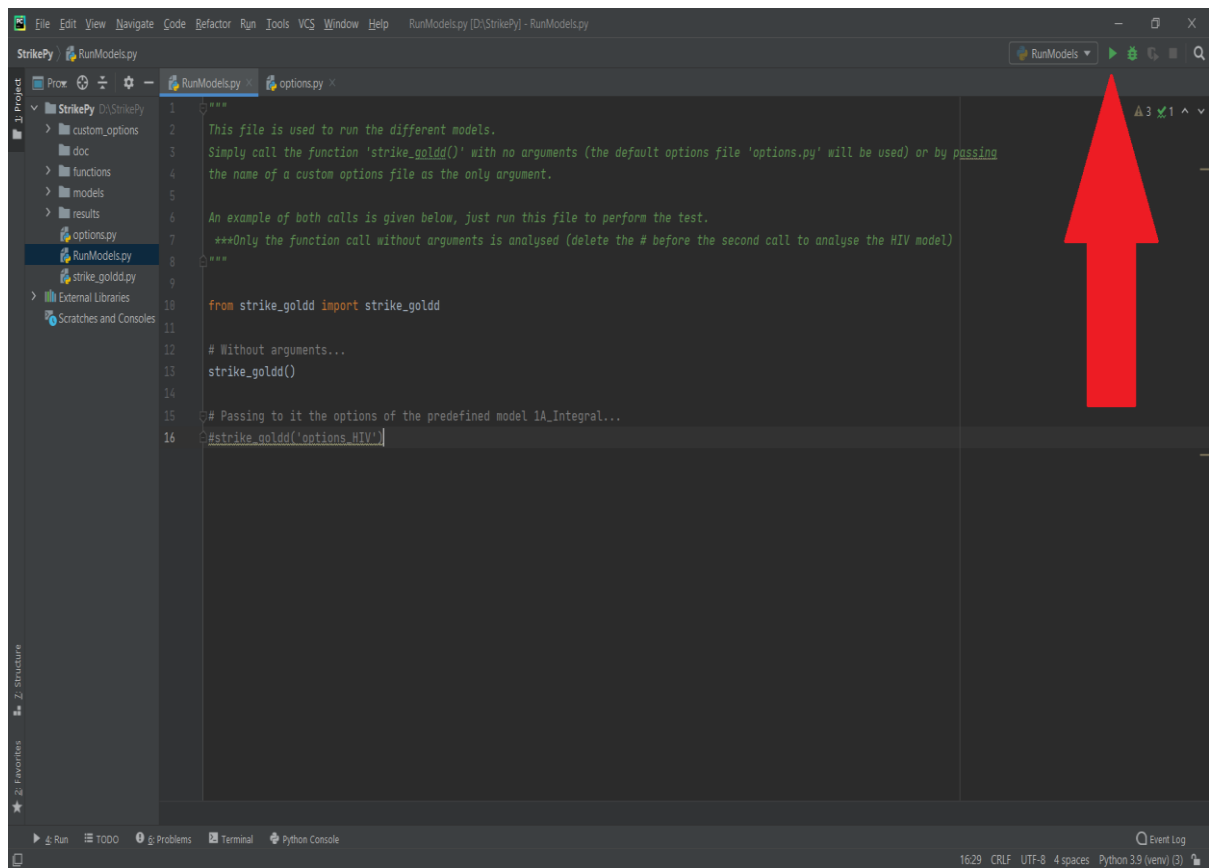 PC File Edit View Navigate Code Refactor Run Tools VCS Window Help RunModels.py [D:\StrikePy] - RunModels.py
StrikePy RunModels.py RunModels
RunModels.py options.py
1: Project
StrikePy D:\StrikePy
custom_options
doc
functions
models
results
options.py
RunModels.py
strike_goldd.py
External Libraries
Scratches and Consoles
3 1
1 """
2 This file is used to run the different models.
3 Simply call the function 'strike_goldd()' with no arguments (the default options file 'options.py' will be used) or by passing
4 the name of a custom options file as the only argument.
5
6 An example of both calls is given below, just run this file to perform the test.
7 ***Only the function call without arguments is analysed (delete the # before the second call to analyse the HIV model)
8 """
9
10 from strike_goldd import strike_goldd
11
12 # Without arguments...
13 strike_goldd()
14
15 # Passing to it the options of the predefined model 1A_Integral...
16 #strike_goldd('options_HIV')
Z: Structure
2: Favorites
4: Run TODO 6: Problems Terminal Python Console Event Log
16:29 CRLF UTF-8 4 spaces Python 3.9 (venv) (3)